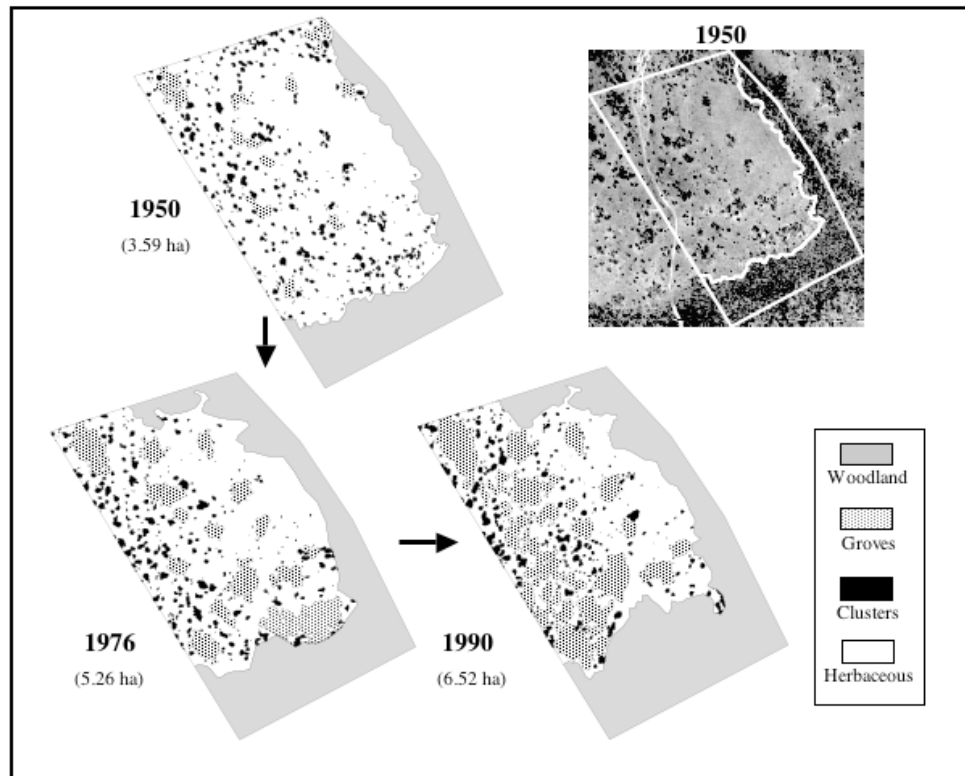 1950
1950
(3.59 ha)
1976
(5.26 ha)
1990
(6.52 ha)
Woodland
Groves
Clusters
Herbaceous